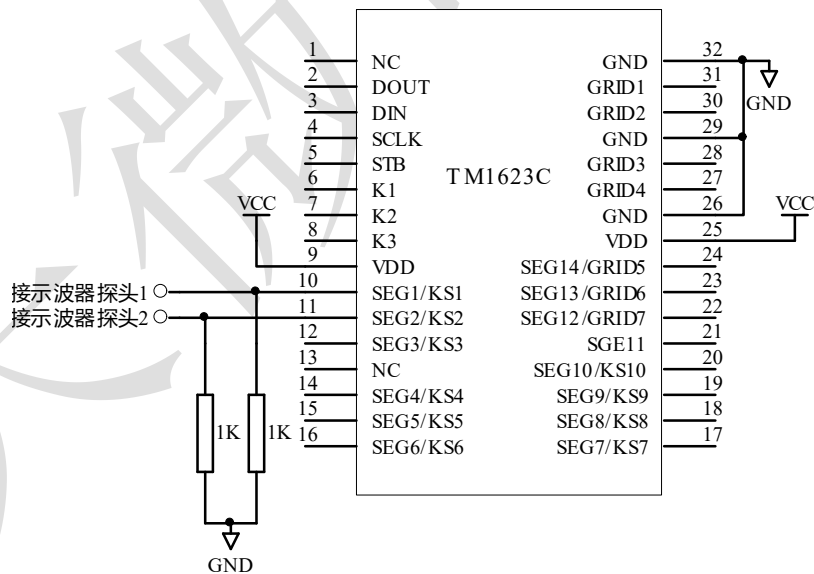 TM1623C
1 NC
2 DOUT
3 DIN
4 SCLK
5 STB
6 K1
7 K2
8 K3
VCC
9 VDD
接示波器探头1 10 SEG1/KS1
接示波器探头2 11 SEG2/KS2
12 SEG3/KS3
13 NC
14 SEG4/KS4
15 SEG5/KS5
16 SEG6/KS6
1K 1K
GND
GND 32
GND
GRID1 31
GRID2 30
GND 29
GRID3 28
GRID4 27
GND 26
VCC
VDD 25
SEG14/GRID5 24
SEG13/GRID6 23
SEG12/GRID7 22
SGE11 21
SEG10/KS10 20
SEG9/KS9 19
SEG8/KS8 18
SEG7/KS7 17
微